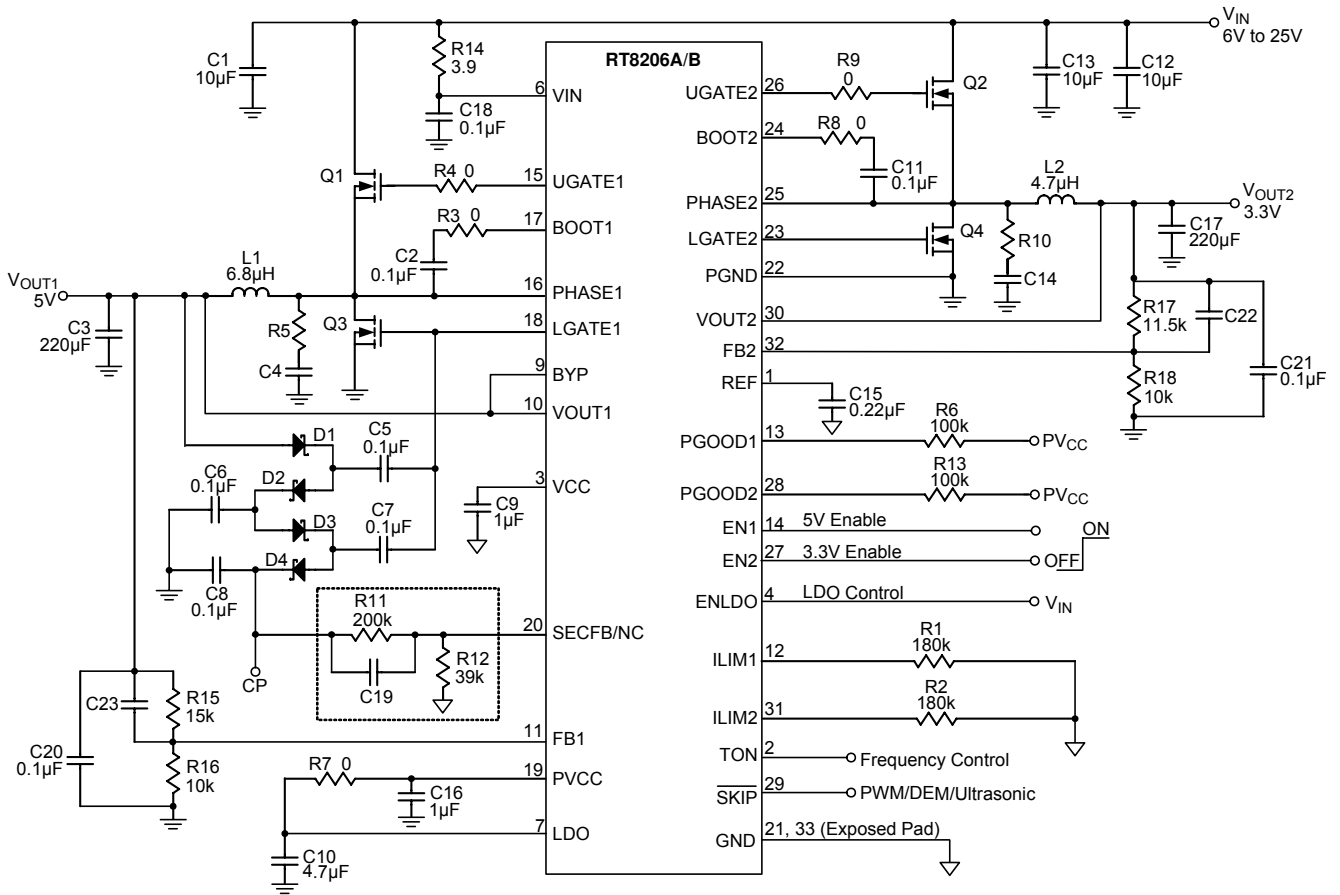 VIN
6V to 25V
C1
10µF
R14
3.9
RT8206A/B
R9
0
Q2
C13
10µF
C12
10µF
6
VIN
C18
0.1µF
UGATE2
26
BOOT2
24
R8 0
C11
0.1µF
Q1
R4 0
15
UGATE1
R3 0
17
BOOT1
PHASE2
25
L2
4.7µH
VOUT2
3.3V
LGATE2
23
Q4
R10
C17
220µF
C2
0.1µF
PGND
22
C14
VOUT1
5V
L1
6.8µH
16
PHASE1
C3
220µF
R5
Q3
18
LGATE1
VOUT2
30
R17
11.5k
C22
C4
9
BYP
FB2
32
C21
0.1µF
10
VOUT1
REF
1
C15
0.22µF
R18
10k
D1
C5
0.1µF
PGOOD1
13
R6
100k
PVCC
C6
0.1µF
D2
3
VCC
C9
1µF
PGOOD2
28
R13
100k
PVCC
D3
C7
0.1µF
EN1
14
5V Enable
ON
D4
EN2
27
3.3V Enable
OFF
C8
0.1µF
ENLDO
4
LDO Control
VIN
R11
200k
20
SECFB/NC
C19
R12
39k
CP
ILIM1
12
R1
180k
C23
R15
15k
ILIM2
31
R2
180k
11
FB1
C20
0.1µF
R16
10k
TON
2
Frequency Control
R7 0
19
PVCC
C16
1µF
SKIP
29
PWM/DEM/Ultrasonic
7
LDO
GND
21, 33 (Exposed Pad)
C10
4.7µF